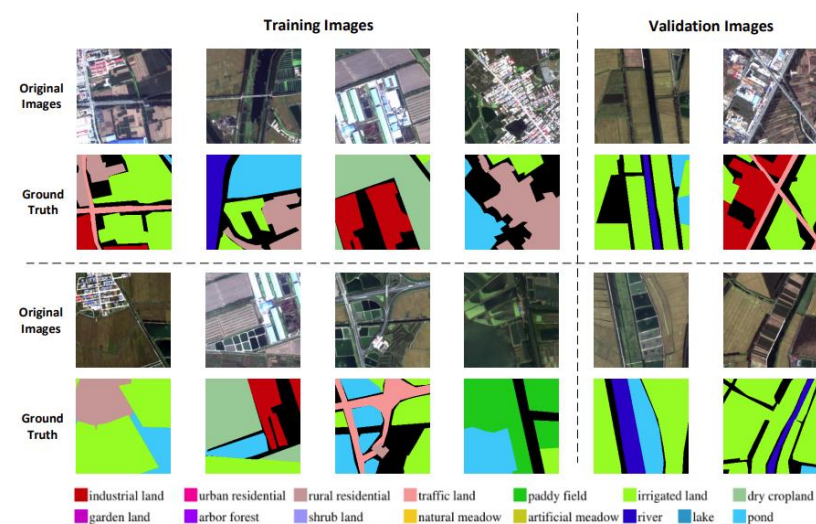 Training Images
Validation Images
Original
Images
Ground
Truth
Original
Images
Ground
Truth
industrial land urban residential rural residential traffic land paddy field irrigated land dry cropland
garden land arbor forest shrub land natural meadow artificial meadow river lake pond